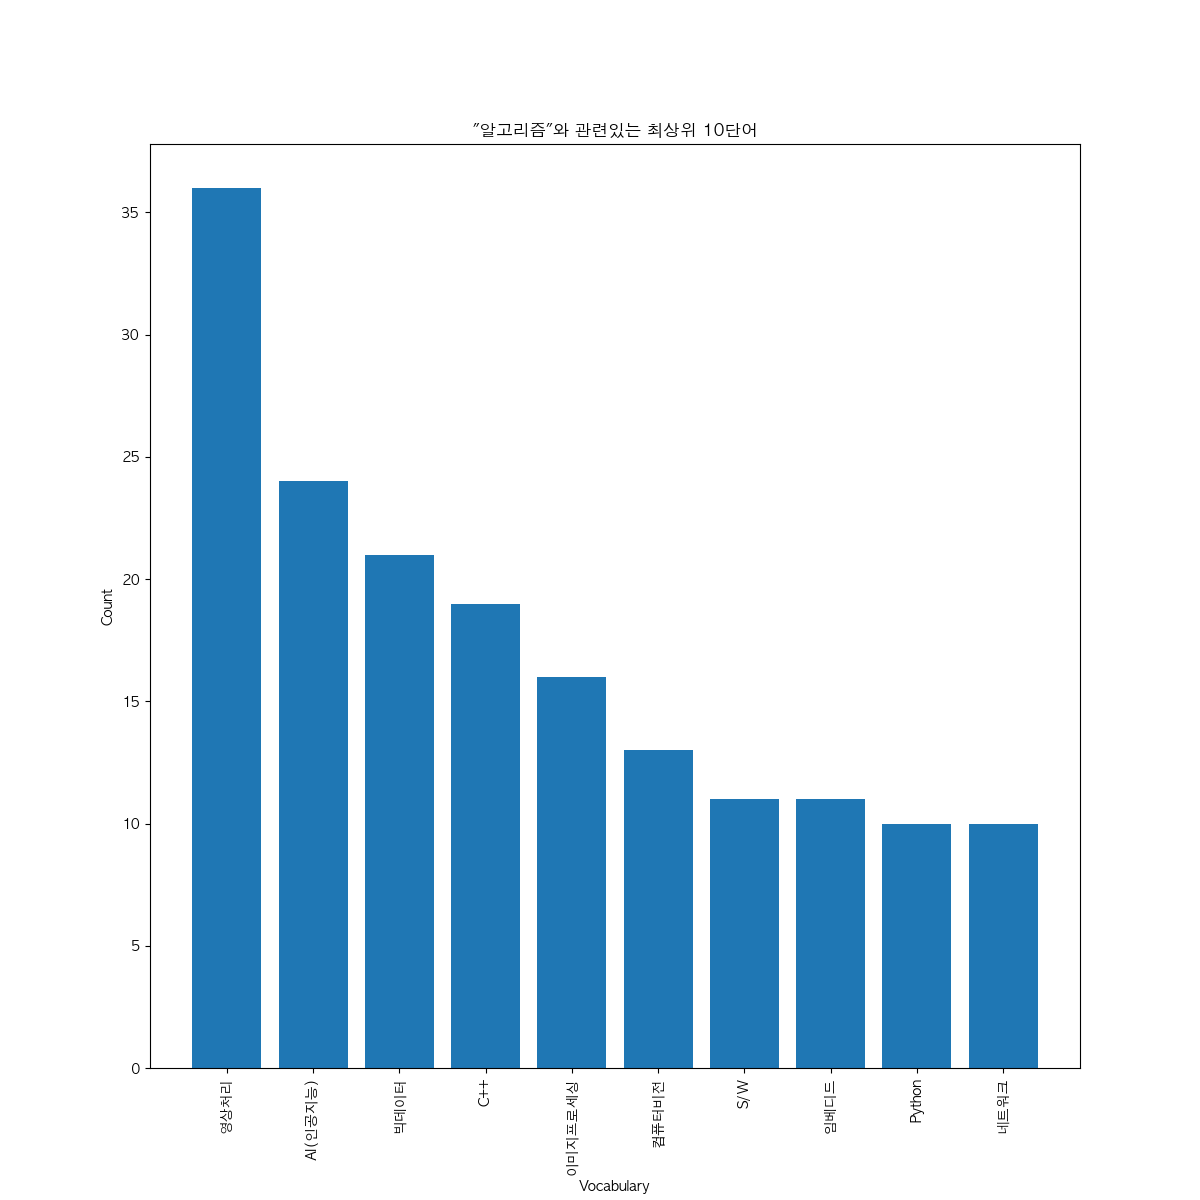 "알고리즘"와 관련있는 최상위 10단어
35
30
25
20
15
10
5
0
Count
영상처리
AI(인공지능)
빅데이터
C++
이미지프로세싱
컴퓨터비전
S/W
임베디드
Python
네트워크
Vocabulary